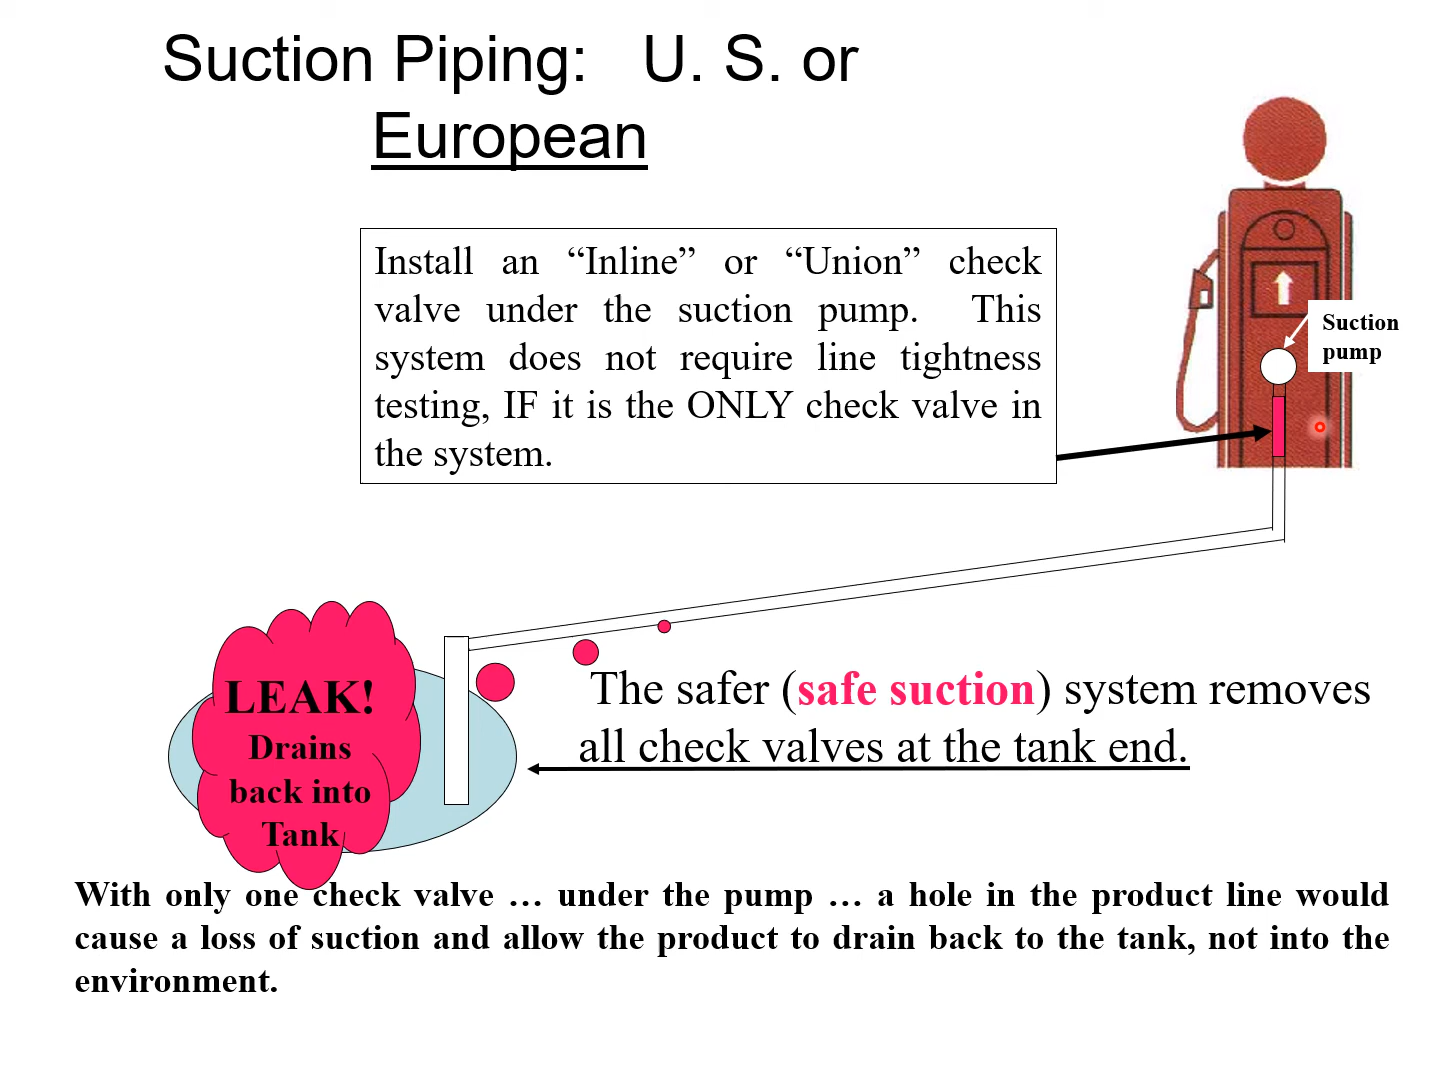 Suction Piping: U. S. or
European
Install an “Inline” or “Union” check
valve under the suction pump. This
system does not require line tightness
testing, IF it is the ONLY check valve in
the system.
Suction
pump
LEAK!
Drains
back into
Tank
The safer (safe suction) system removes
all check valves at the tank end.
With only one check valve … under the pump … a hole in the product line would
cause a loss of suction and allow the product to drain back to the tank, not into the
environment.